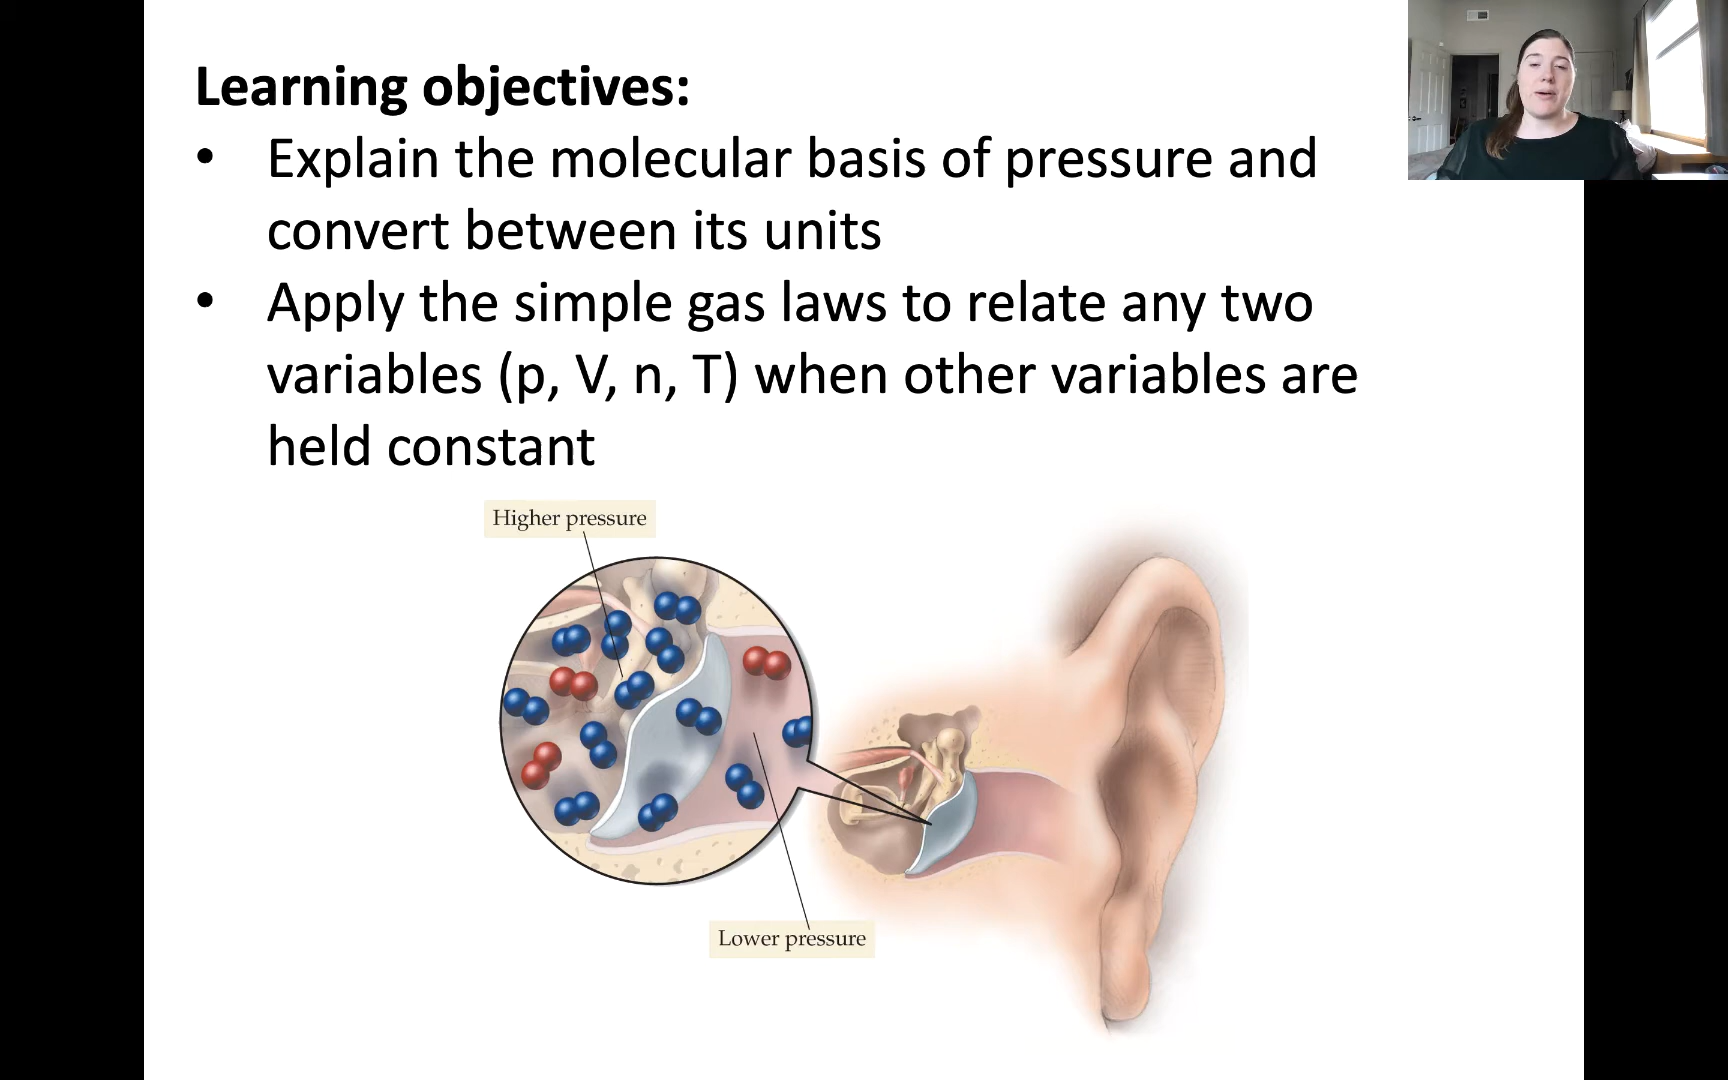 Learning objectives:
• Explain the molecular basis of pressure and
convert between its units
• Apply the simple gas laws to relate any two
variables (p, V, n, T) when other variables are
held constant
Higher pressure
Lower pressure